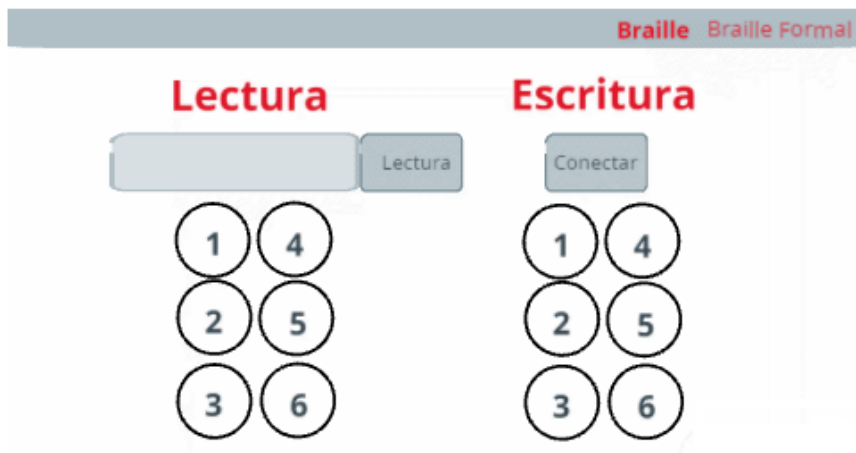 Braille Braille Formal
Lectura Escritura
Lectura Conectar
1 4 1 4
2 5 2 5
3 6 3 6